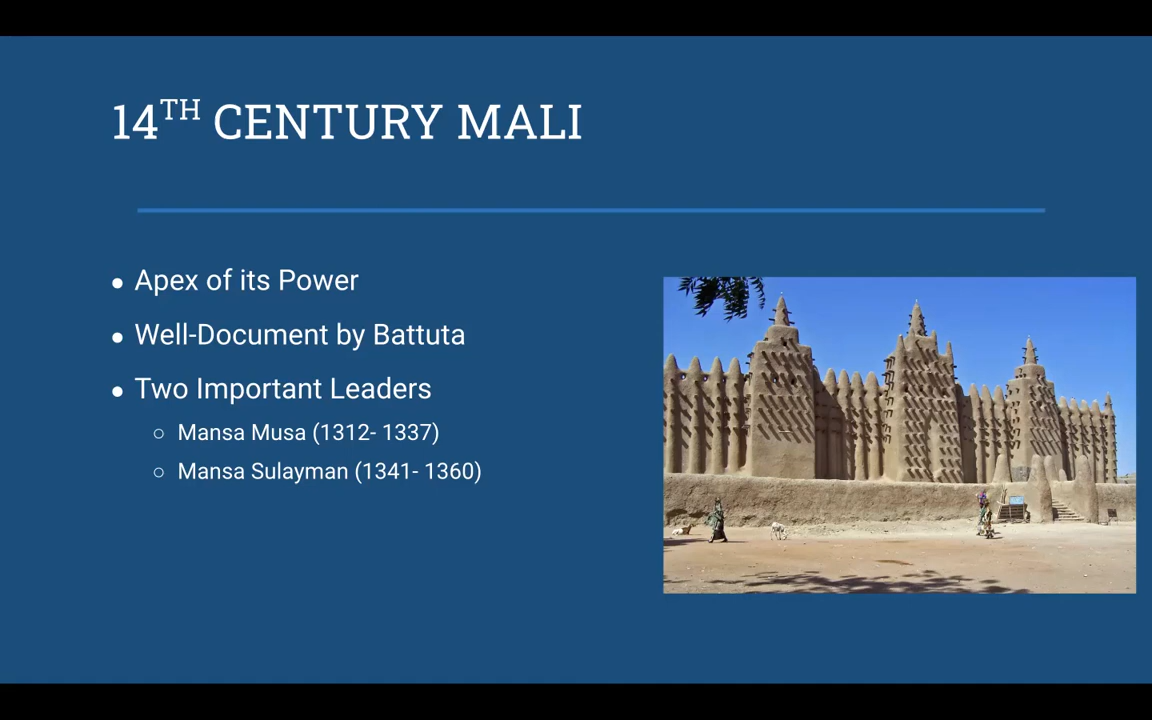 14TH CENTURY MALI
● Apex of its Power
● Well-Document by Battuta
● Two Important Leaders
○ Mansa Musa (1312- 1337)
○ Mansa Sulayman (1341- 1360)